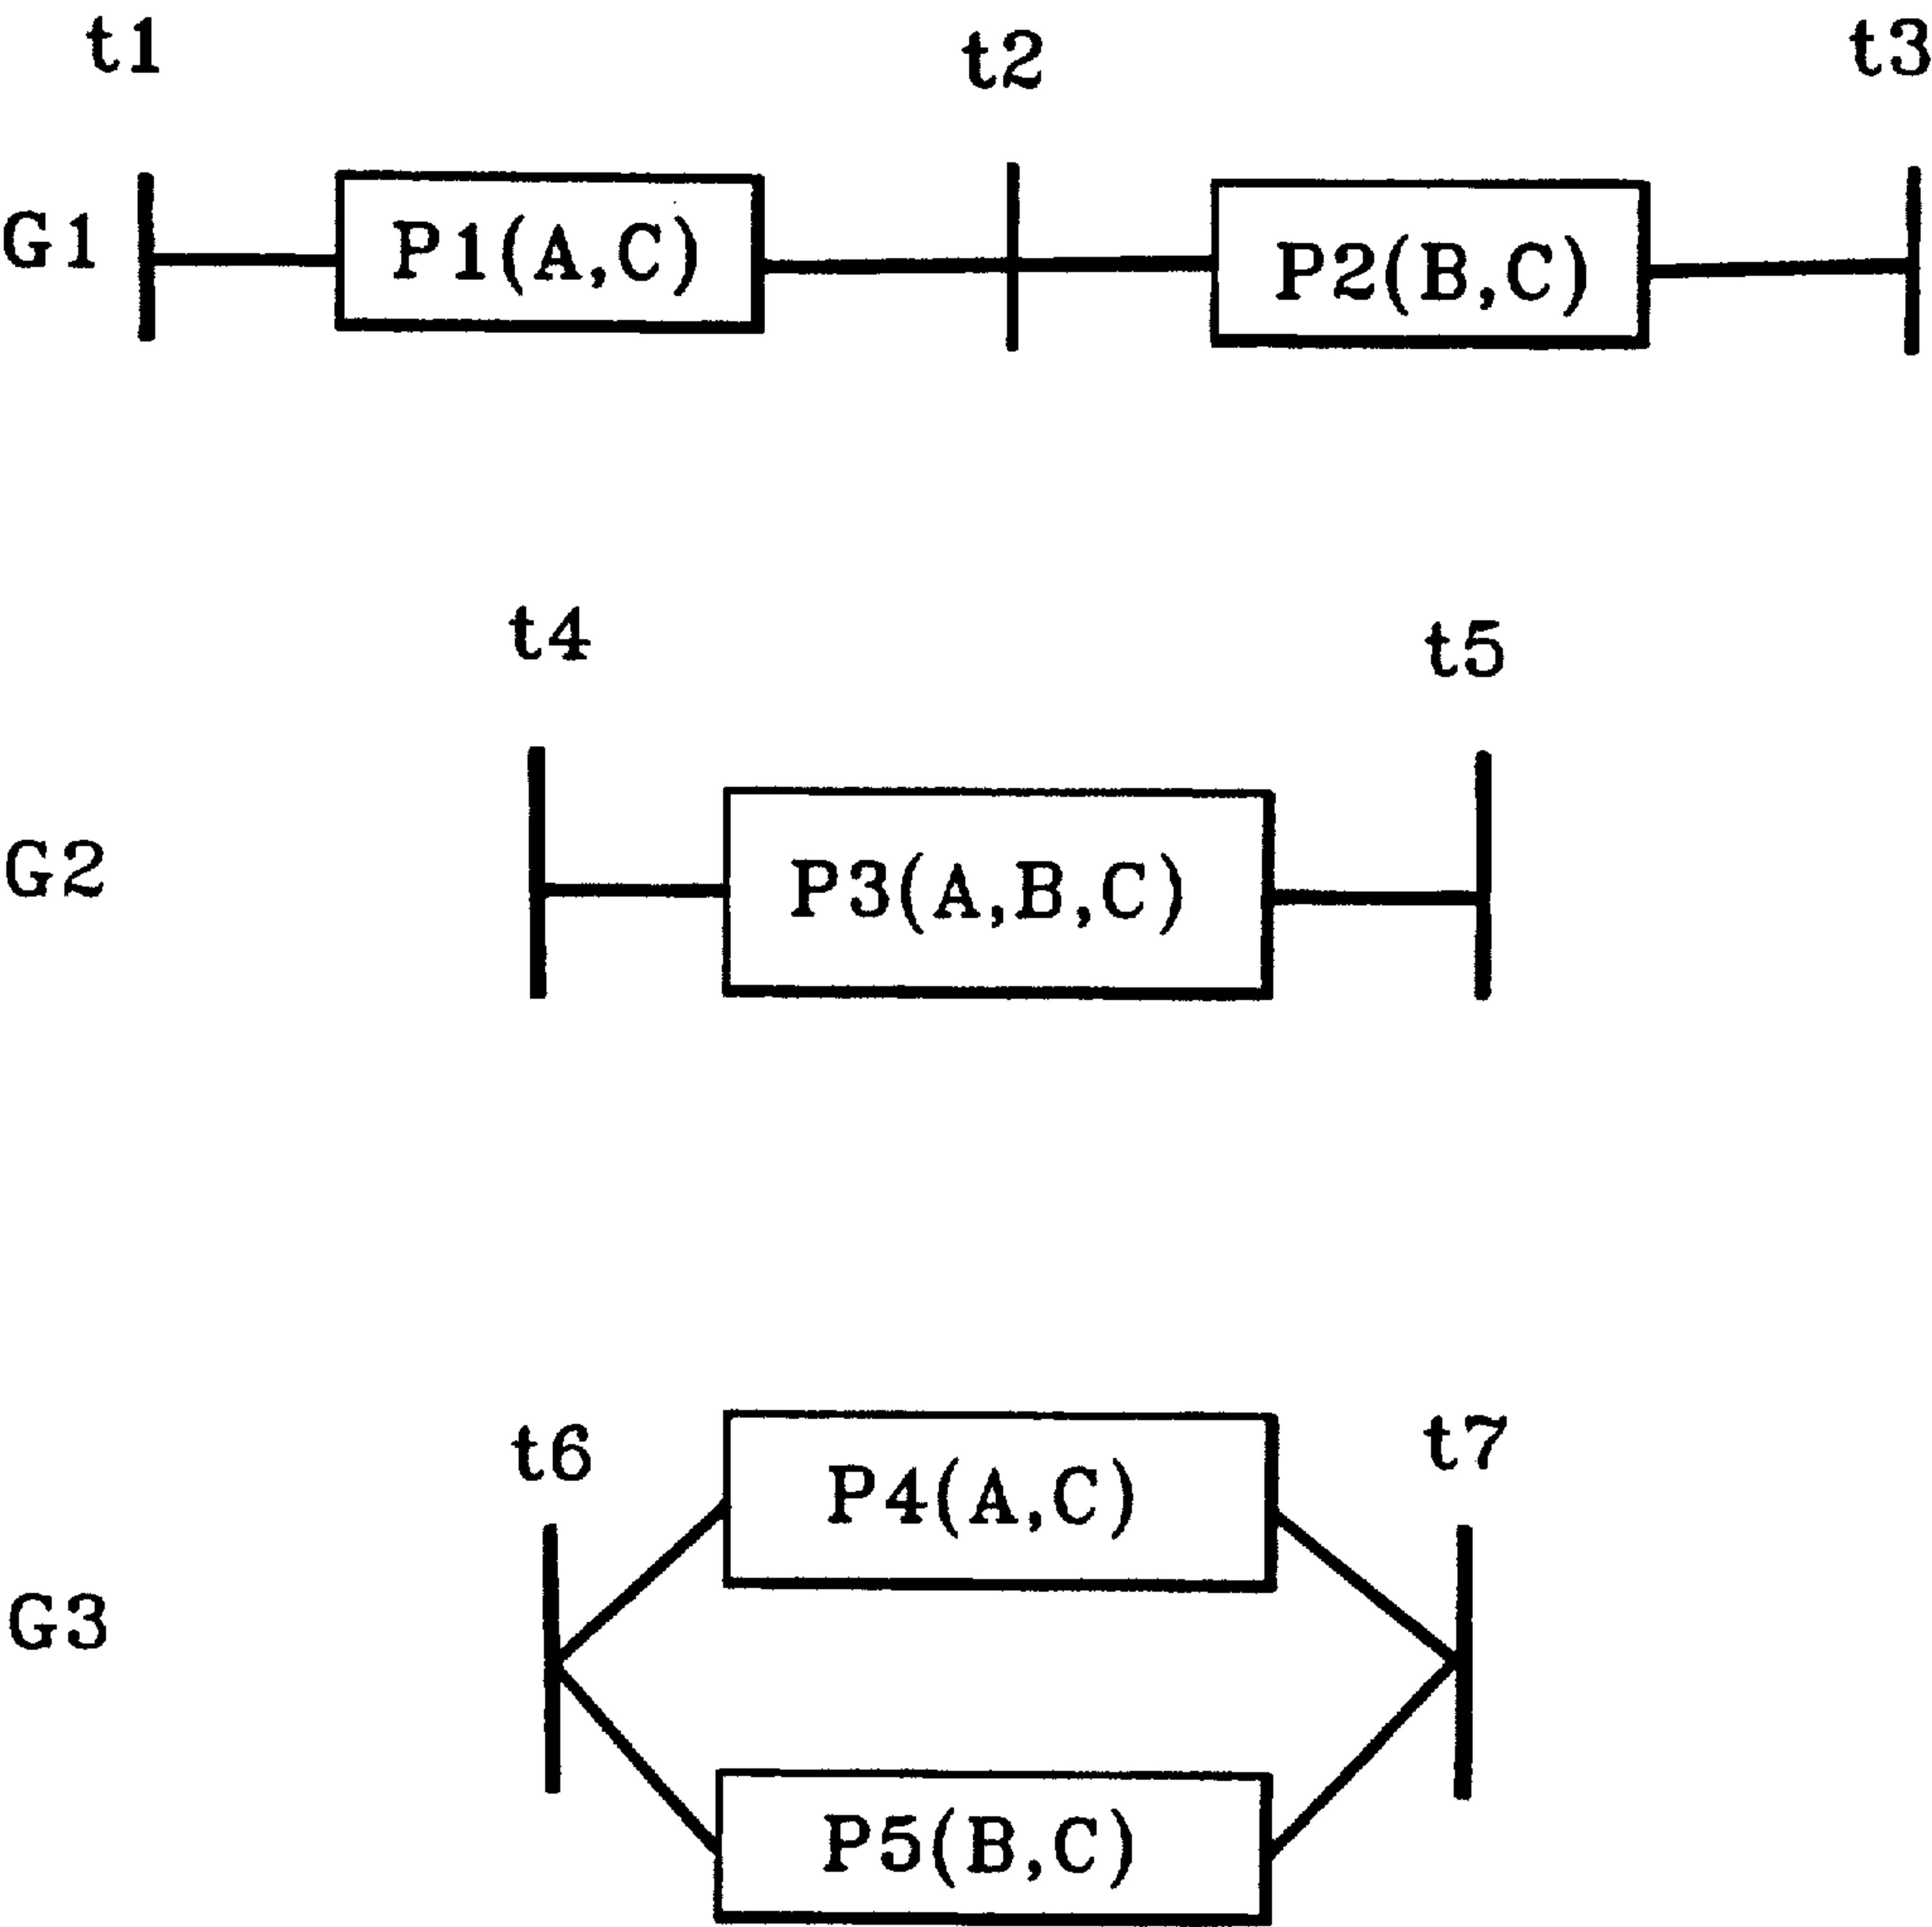 t1 t2 t3
G1 P1(A,C) P2(B,C)
t4 t5
G2 P3(A,B,C)
t6 t7
P4(A,C)
G3
P5(B,C)